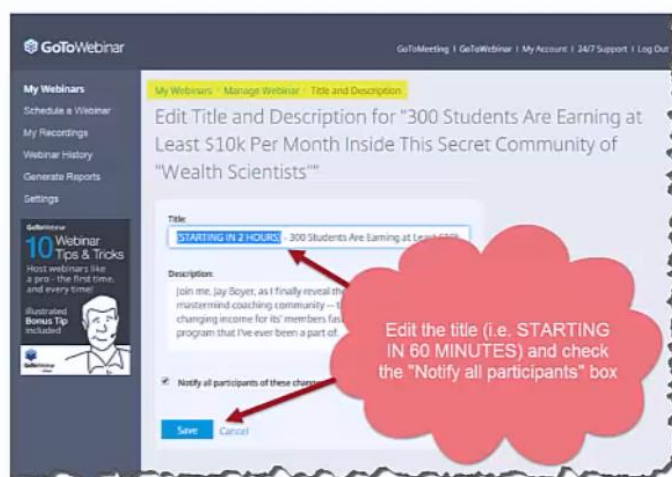 GoToWebinar
GoToMeeting | GoToWebinar | My Account | 24/7 Support | Log Out
My Webinars
Schedule a Webinar
My Recordings
Webinar History
Generate Reports
Settings
GoToWebinar
10 Webinar
Tips & Tricks
Host webinars like
a pro - the first time,
and every time!
Illustrated
Bonus Tip
Included
GoToWebinar
My Webinars Manage Webinar Title and Description
Edit Title and Description for "300 Students Are Earning at
Least $10k Per Month Inside This Secret Community of
"Wealth Scientists""
Title:
[STARTING IN 2 HOURS] - 300 Students Are Earning at Least $10k
Description:
Join me, Jay Boyer, as I finally reveal the
mastermind coaching community --
changing income for its' members
program that I've ever been a part of.
Notify all participants of these
Save Cancel
Edit the title (i.e. STARTING
IN 60 MINUTES) and check
the "Notify all participants" box